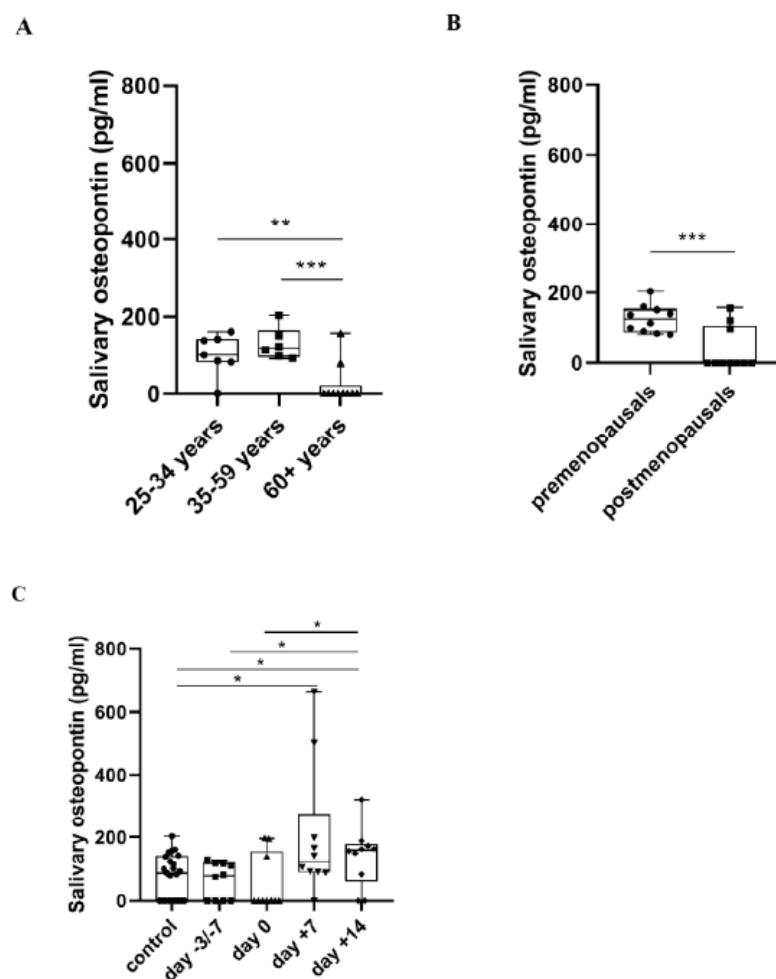 A
Salivary osteopontin (pg/ml)
800
600
400
200
0
**
***
25-34 years
35-59 years
60+ years
B
Salivary osteopontin (pg/ml)
800
600
400
200
0
***
premenopausals
postmenopausals
C
Salivary osteopontin (pg/ml)
800
600
400
200
0
*
*
*
*
control
day -3/-7
day 0
day +7
day +14